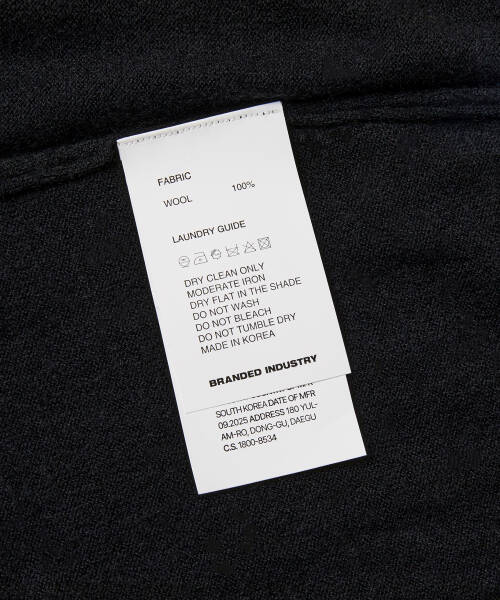 FABRIC
WOOL 100%
LAUNDRY GUIDE
DRY CLEAN ONLY
MODERATE IRON
DRY FLAT IN THE SHADE
DO NOT WASH
DO NOT BLEACH
DO NOT TUMBLE DRY
MADE IN KOREA
BRANDED INDUSTRY
SOUTH KOREA DATE OF MFR
09.2025 ADDRESS 180 YUL-
AM-RO, DONG-GU, DAEGU
C.S. 1800-8534